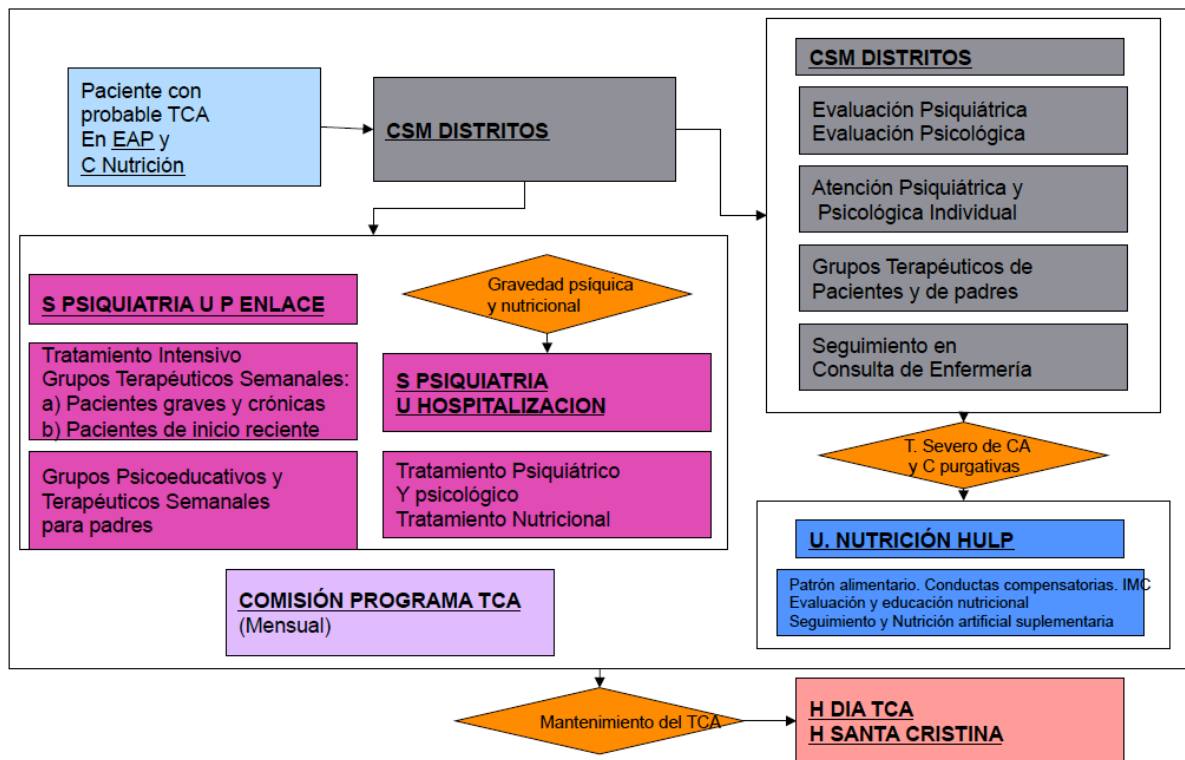 Paciente con
probable TCA
En EAP y
C Nutrición
CSM DISTRITOS
CSM DISTRITOS
Evaluación Psiquiátrica
Evaluación Psicológica
Atención Psiquiátrica y
Psicológica Individual
Grupos Terapéuticos de
Pacientes y de padres
Seguimiento en
Consulta de Enfermería
S PSIQUIATRIA U P ENLACE
Tratamiento Intensivo
Grupos Terapéuticos Semanales:
a) Pacientes graves y crónicas
b) Pacientes de inicio reciente
Grupos Psicoeducativos y
Terapéuticos Semanales
para padres
Gravedad psíquica
y nutricional
S PSIQUIATRIA
U HOSPITALIZACION
Tratamiento Psiquiátrico
Y psicológico
Tratamiento Nutricional
T. Severo de CA
y C purgativas
U. NUTRICIÓN HULP
Patrón alimentario. Conductas compensatorias. IMC
Evaluación y educación nutricional
Seguimiento y Nutrición artificial suplementaria
COMISIÓN PROGRAMA TCA
(Mensual)
Mantenimiento del TCA
H DIA TCA
H SANTA CRISTINA